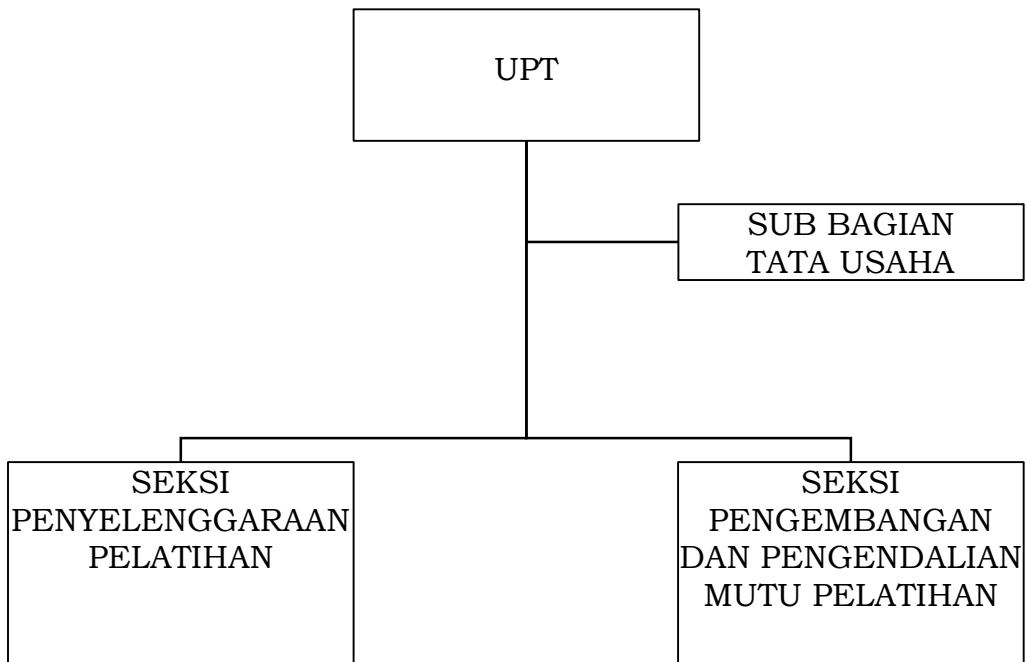 UPT
SUB BAGIAN
TATA USAHA
SEKSI
PENYELENGGARAAN
PELATIHAN
SEKSI
PENGEMBANGAN
DAN PENGENDALIAN
MUTU PELATIHAN